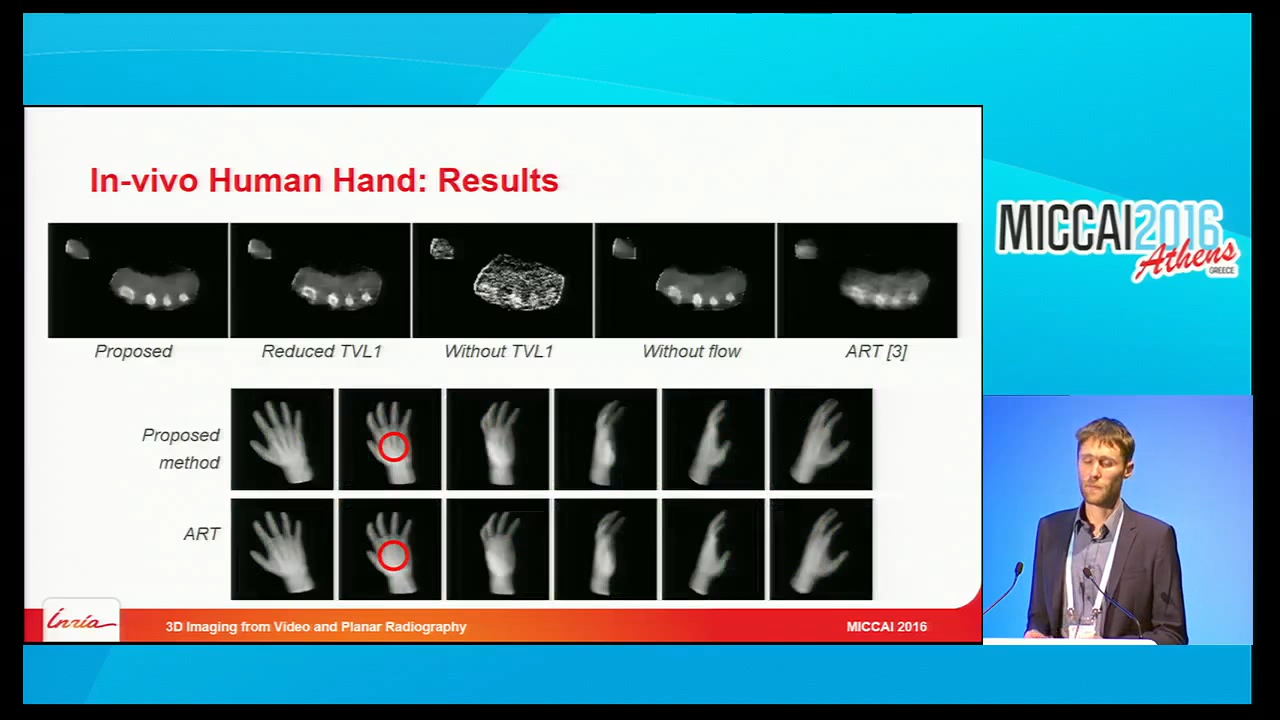 In-vivo Human Hand: Results
MICCAI2016
Athens
GREECE
Proposed
Reduced TVL1
Without TVL1
Without flow
ART [3]
Proposed
method
ART
Inria
3D Imaging from Video and Planar Radiography
MICCAI 2016